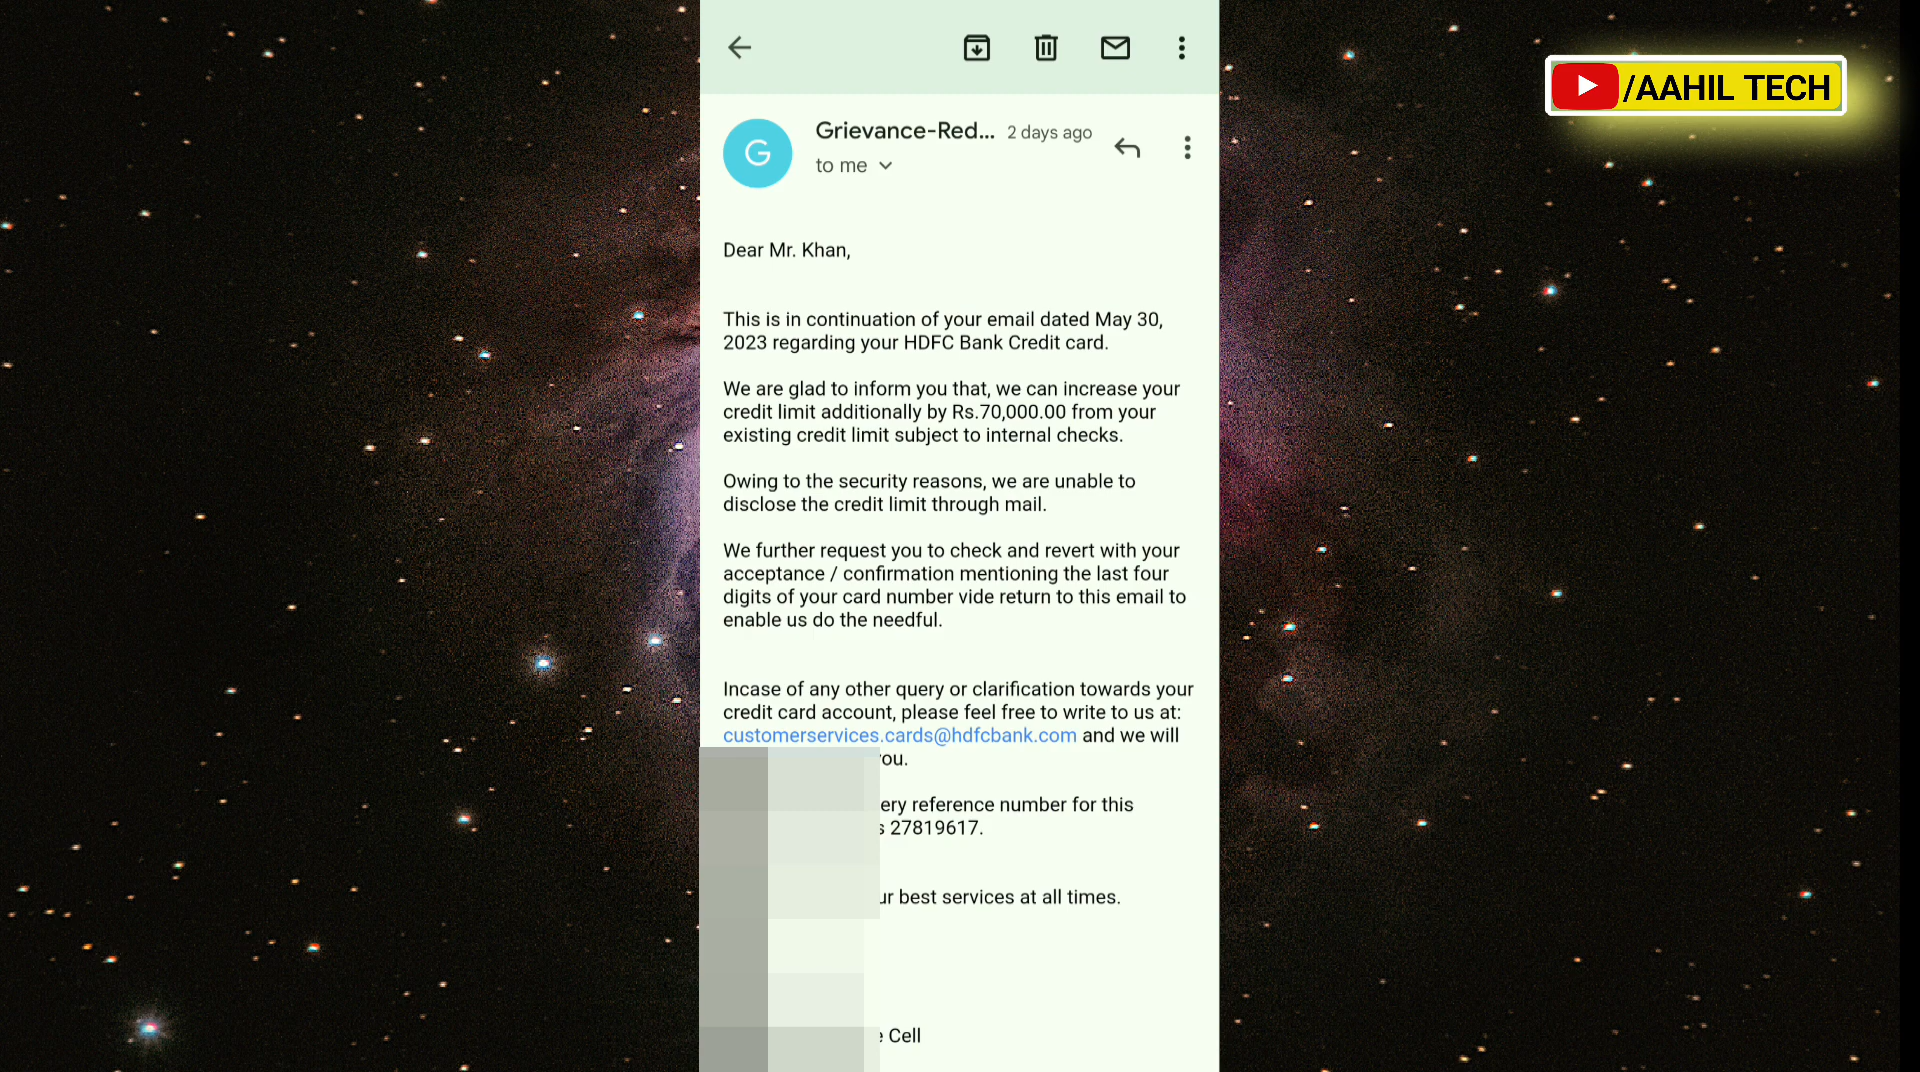 /AAHIL TECH
Grievance-Red... 2 days ago
G
to me
Dear Mr. Khan,
This is in continuation of your email dated May 30,
2023 regarding your HDFC Bank Credit card.
We are glad to inform you that, we can increase your
credit limit additionally by Rs.70,000.00 from your
existing credit limit subject to internal checks.
Owing to the security reasons, we are unable to
disclose the credit limit through mail.
We further request you to check and revert with your
acceptance / confirmation mentioning the last four
digits of your card number vide return to this email to
enable us do the needful.
Incase of any other query or clarification towards your
credit card account, please feel free to write to us at:
customerservices.cards@hdfcbank.com and we will
reference number for this
27819617.
best services at all times.
Cell